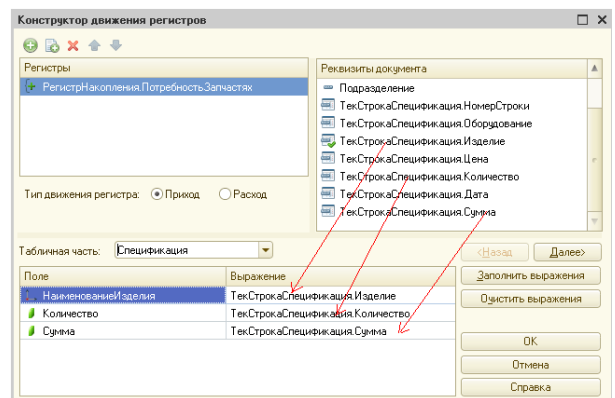 Конструктор движения регистров
Регистры
РегистрНакопления.ПотребностьЗапчастях
Реквизиты документа
Подразделение
ТекСтрокаСпецификация.НомерСтроки
ТекСтрокаСпецификация.Оборудование
ТекСтрокаСпецификация.Изделие
ТекСтрокаСпецификация.Цена
ТекСтрокаСпецификация.Количество
ТекСтрокаСпецификация.Дата
ТекСтрокаСпецификация.Сумма
Тип движения регистра: Приход Расход
Табличная часть: Спецификация
<Назад Далее>
Поле Выражение
НаименованиеИзделия ТекСтрокаСпецификация.Изделие
Количество ТекСтрокаСпецификация.Количество
Сумма ТекСтрокаСпецификация.Сумма
Заполнить выражения
Очистить выражения
ОК
Отмена
Справка